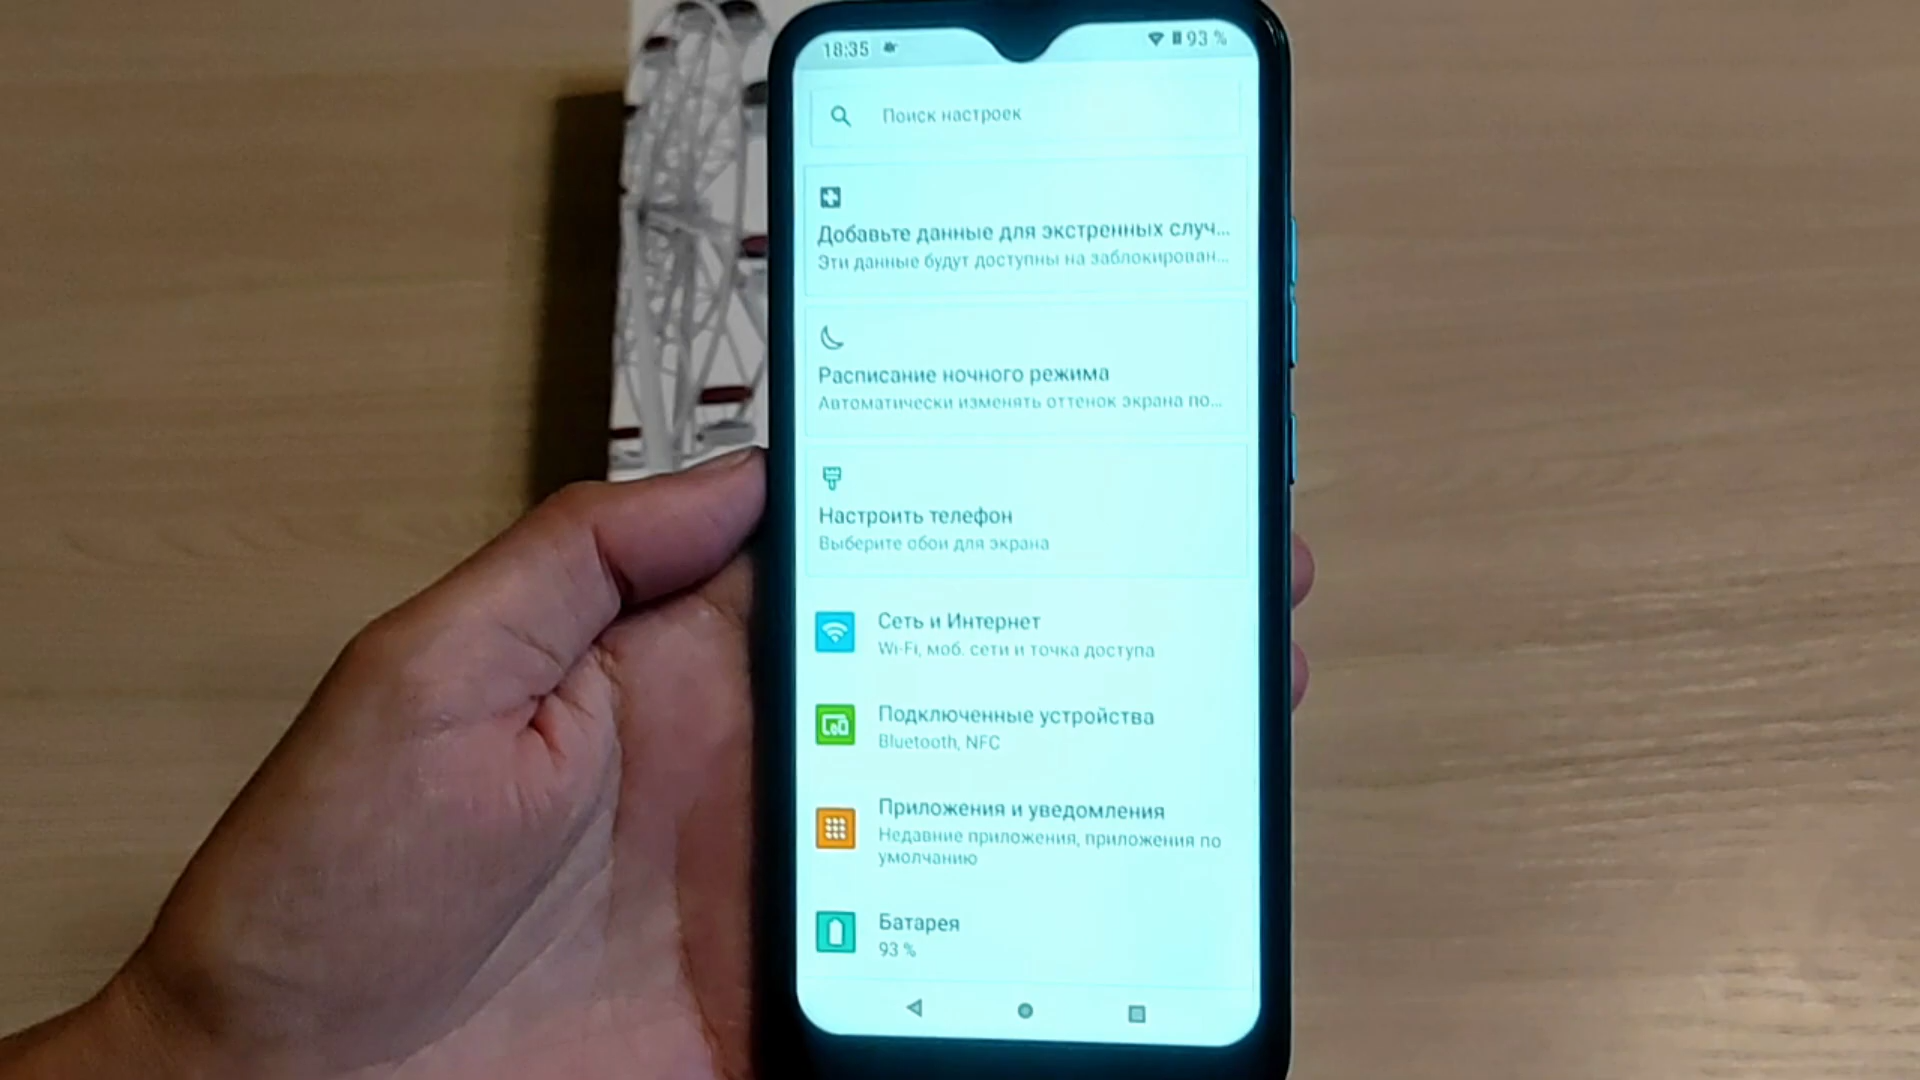 18:35 93 %
Поиск настроек
Добавьте данные для экстренных случ...
Эти данные будут доступны на заблокирован...
Расписание ночного режима
Автоматически изменять оттенок экрана по...
Настроить телефон
Выберите обои для экрана
Сеть и Интернет
Wi-Fi, моб. сети и точка доступа
Подключенные устройства
Bluetooth, NFC
Приложения и уведомления
Недавние приложения, приложения по
умолчанию
Батарея
93 %